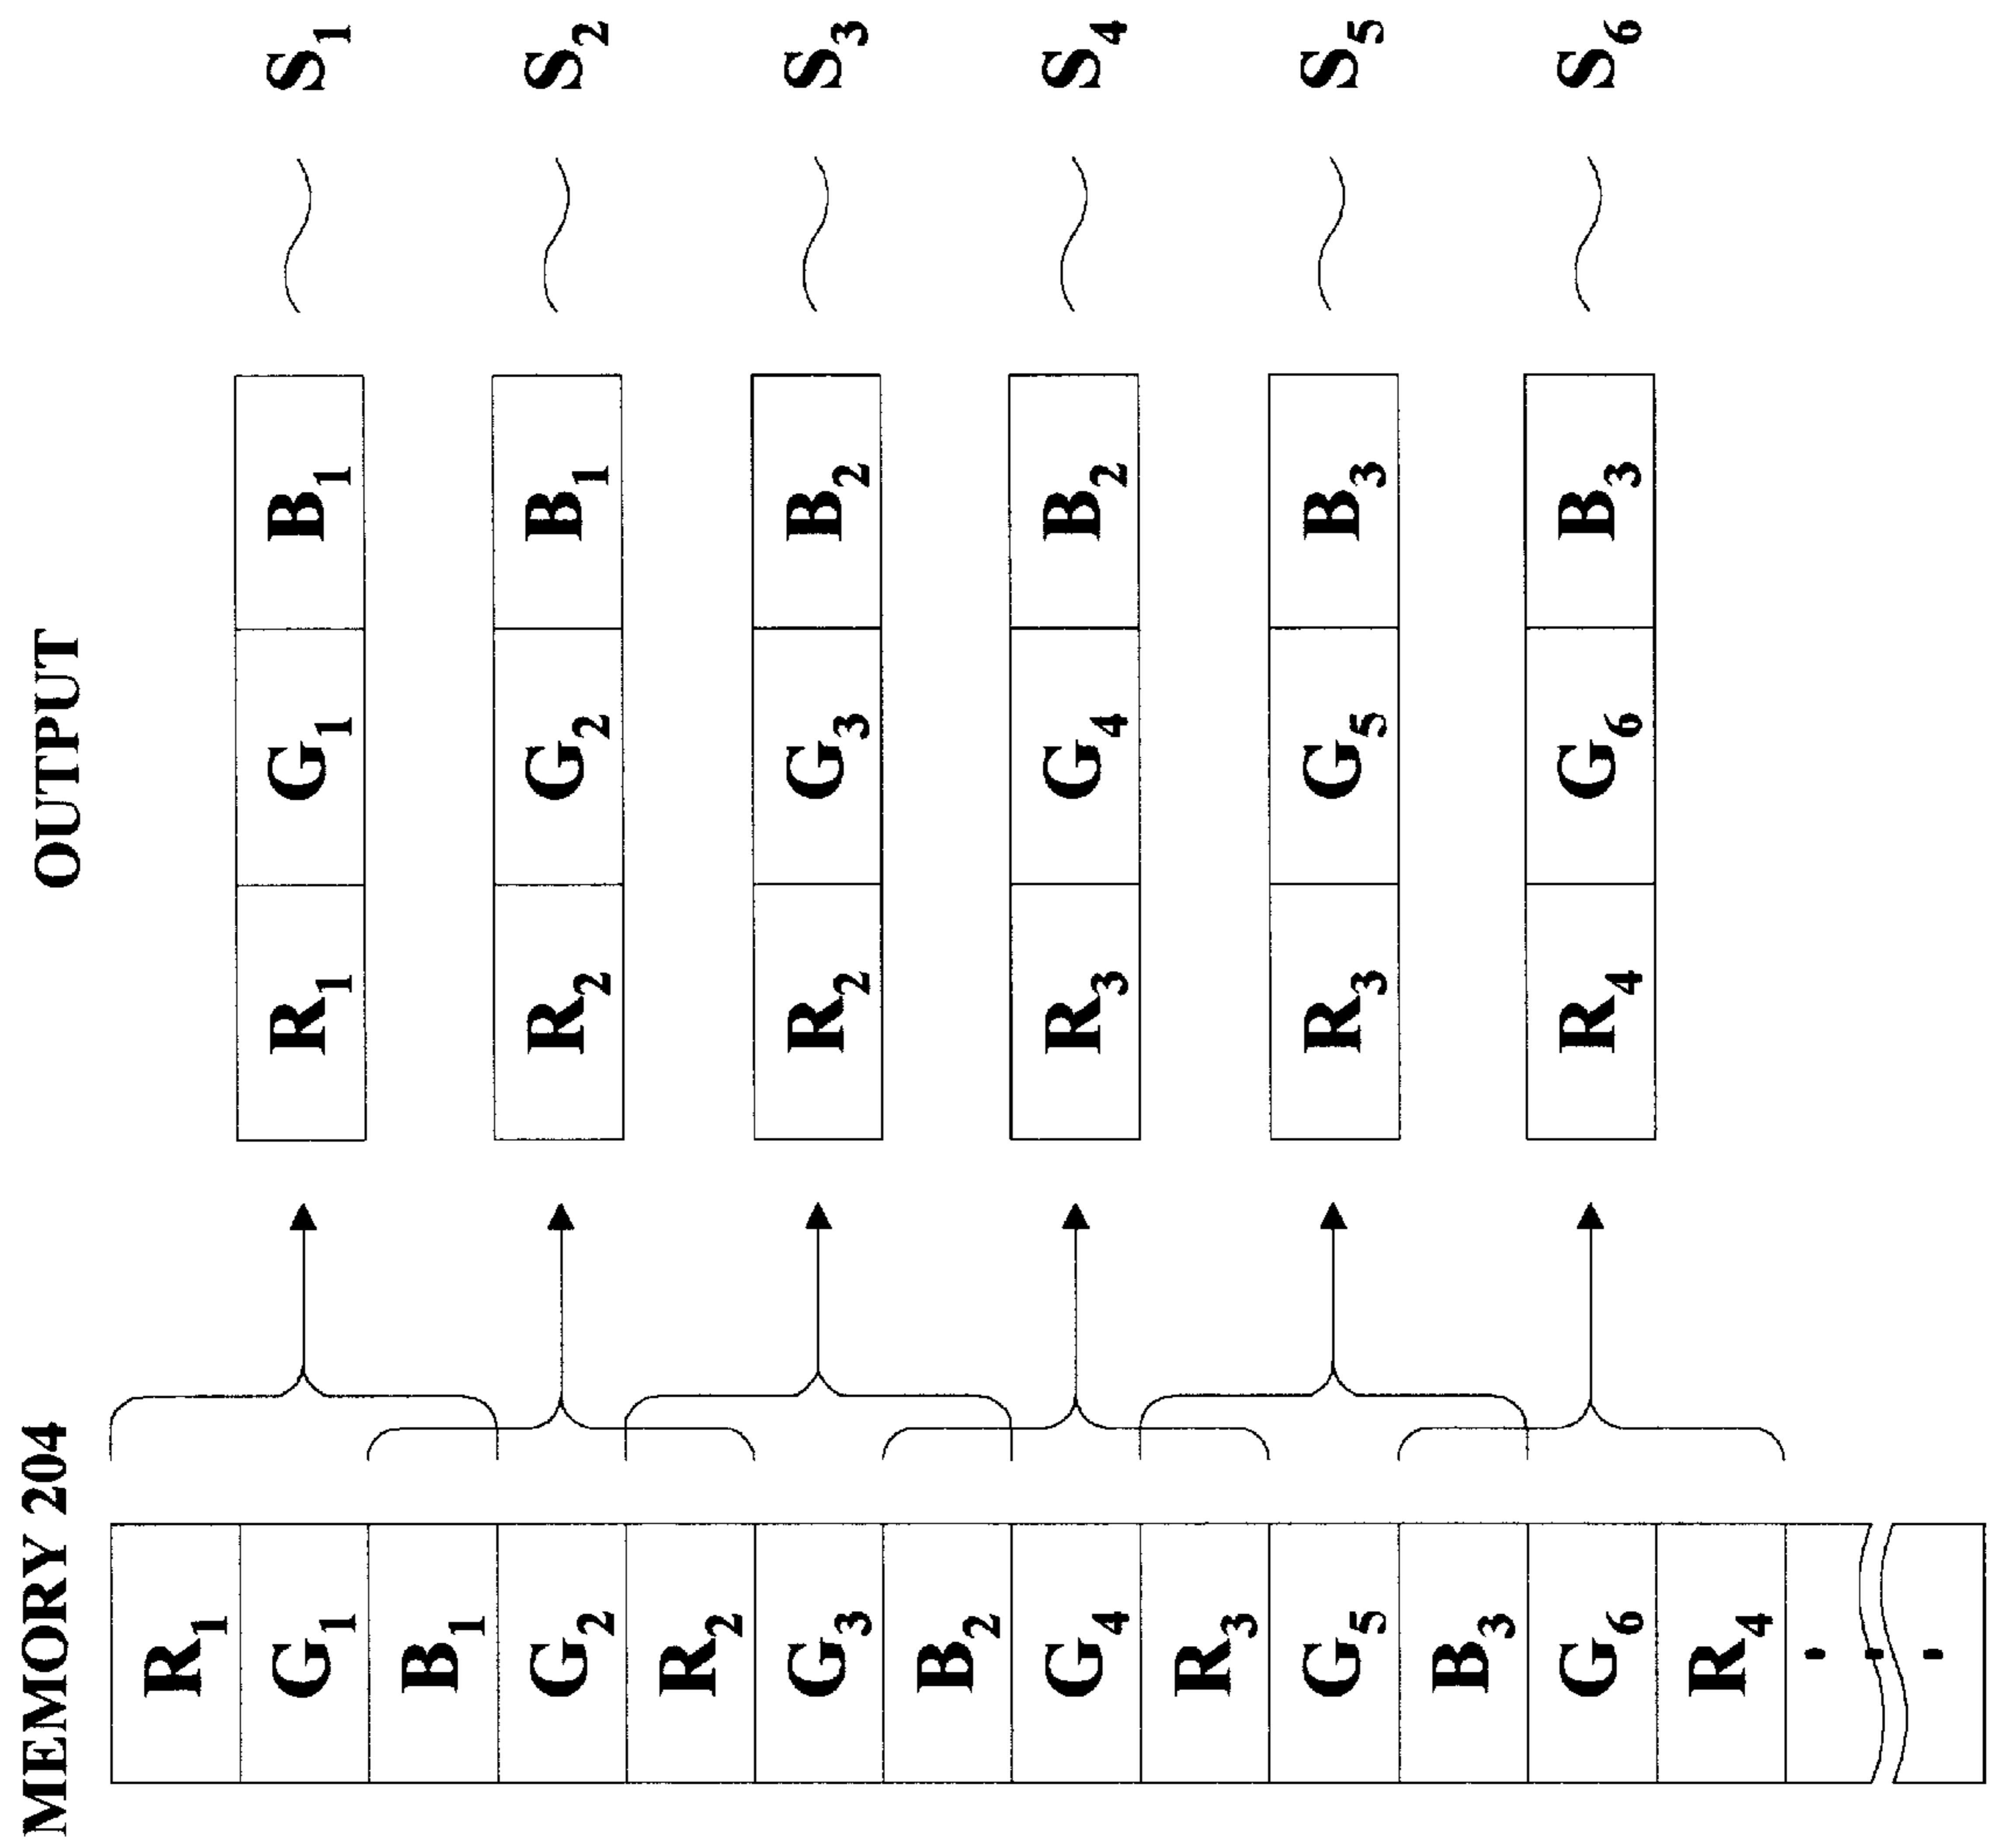 MEMORY 204 OUTPUT
R₁
G₁ R₁ G₁ B₁ S₁
B₁
G₂ R₂ G₂ B₁ S₂
R₂
G₃ R₂ G₃ B₂ S₃
B₂
G₄ R₃ G₄ B₂ S₄
R₃
G₅ R₃ G₅ B₃ S₅
B₃
G₆ R₄ G₆ B₃ S₆
R₄